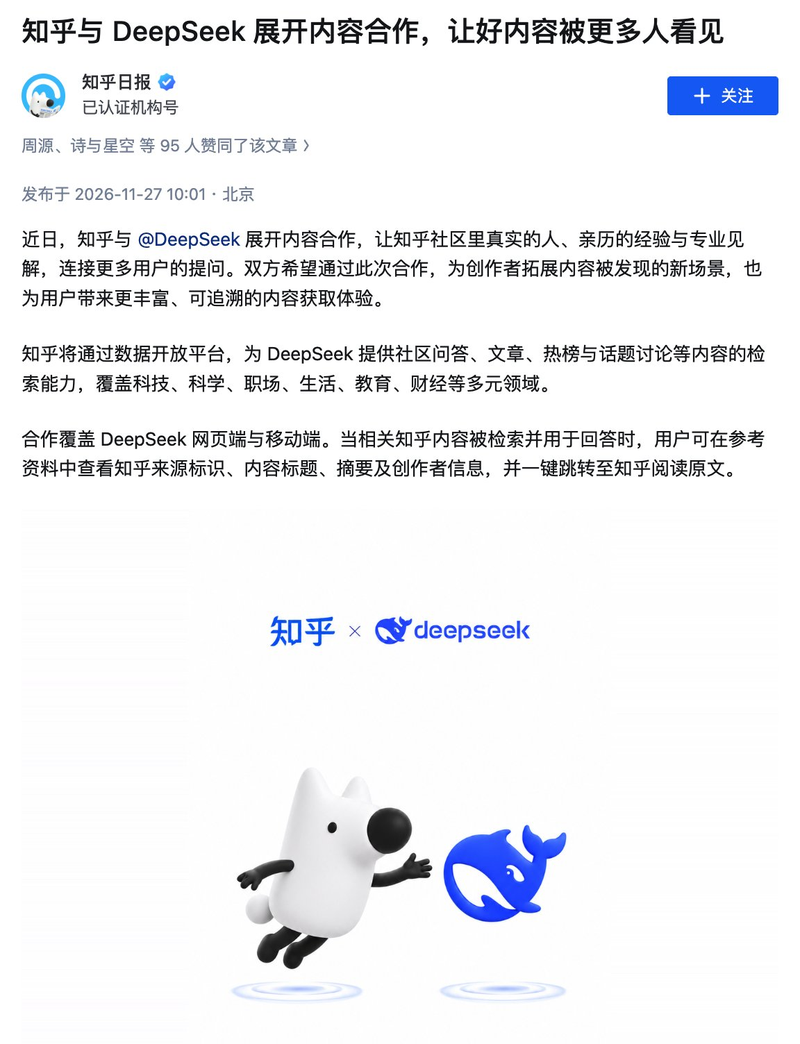 知乎与 DeepSeek 展开内容合作，让好内容被更多人看见
知乎日报
已认证机构号
＋ 关注
周源、诗与星空 等 95 人赞同了该文章 ›
发布于 2026-11-27 10:01 · 北京
近日，知乎与 @DeepSeek 展开内容合作，让知乎社区里真实的人、亲历的经验与专业见
解，连接更多用户的提问。双方希望通过此次合作，为创作者拓展内容被发现的新场景，也
为用户带来更丰富、可追溯的内容获取体验。
知乎将通过数据开放平台，为 DeepSeek 提供社区问答、文章、热榜与话题讨论等内容的检
索能力，覆盖科技、科学、职场、生活、教育、财经等多元领域。
合作覆盖 DeepSeek 网页端与移动端。当相关知乎内容被检索并用于回答时，用户可在参考
资料中查看知乎来源标识、内容标题、摘要及创作者信息，并一键跳转至知乎阅读原文。
知乎 × deepseek